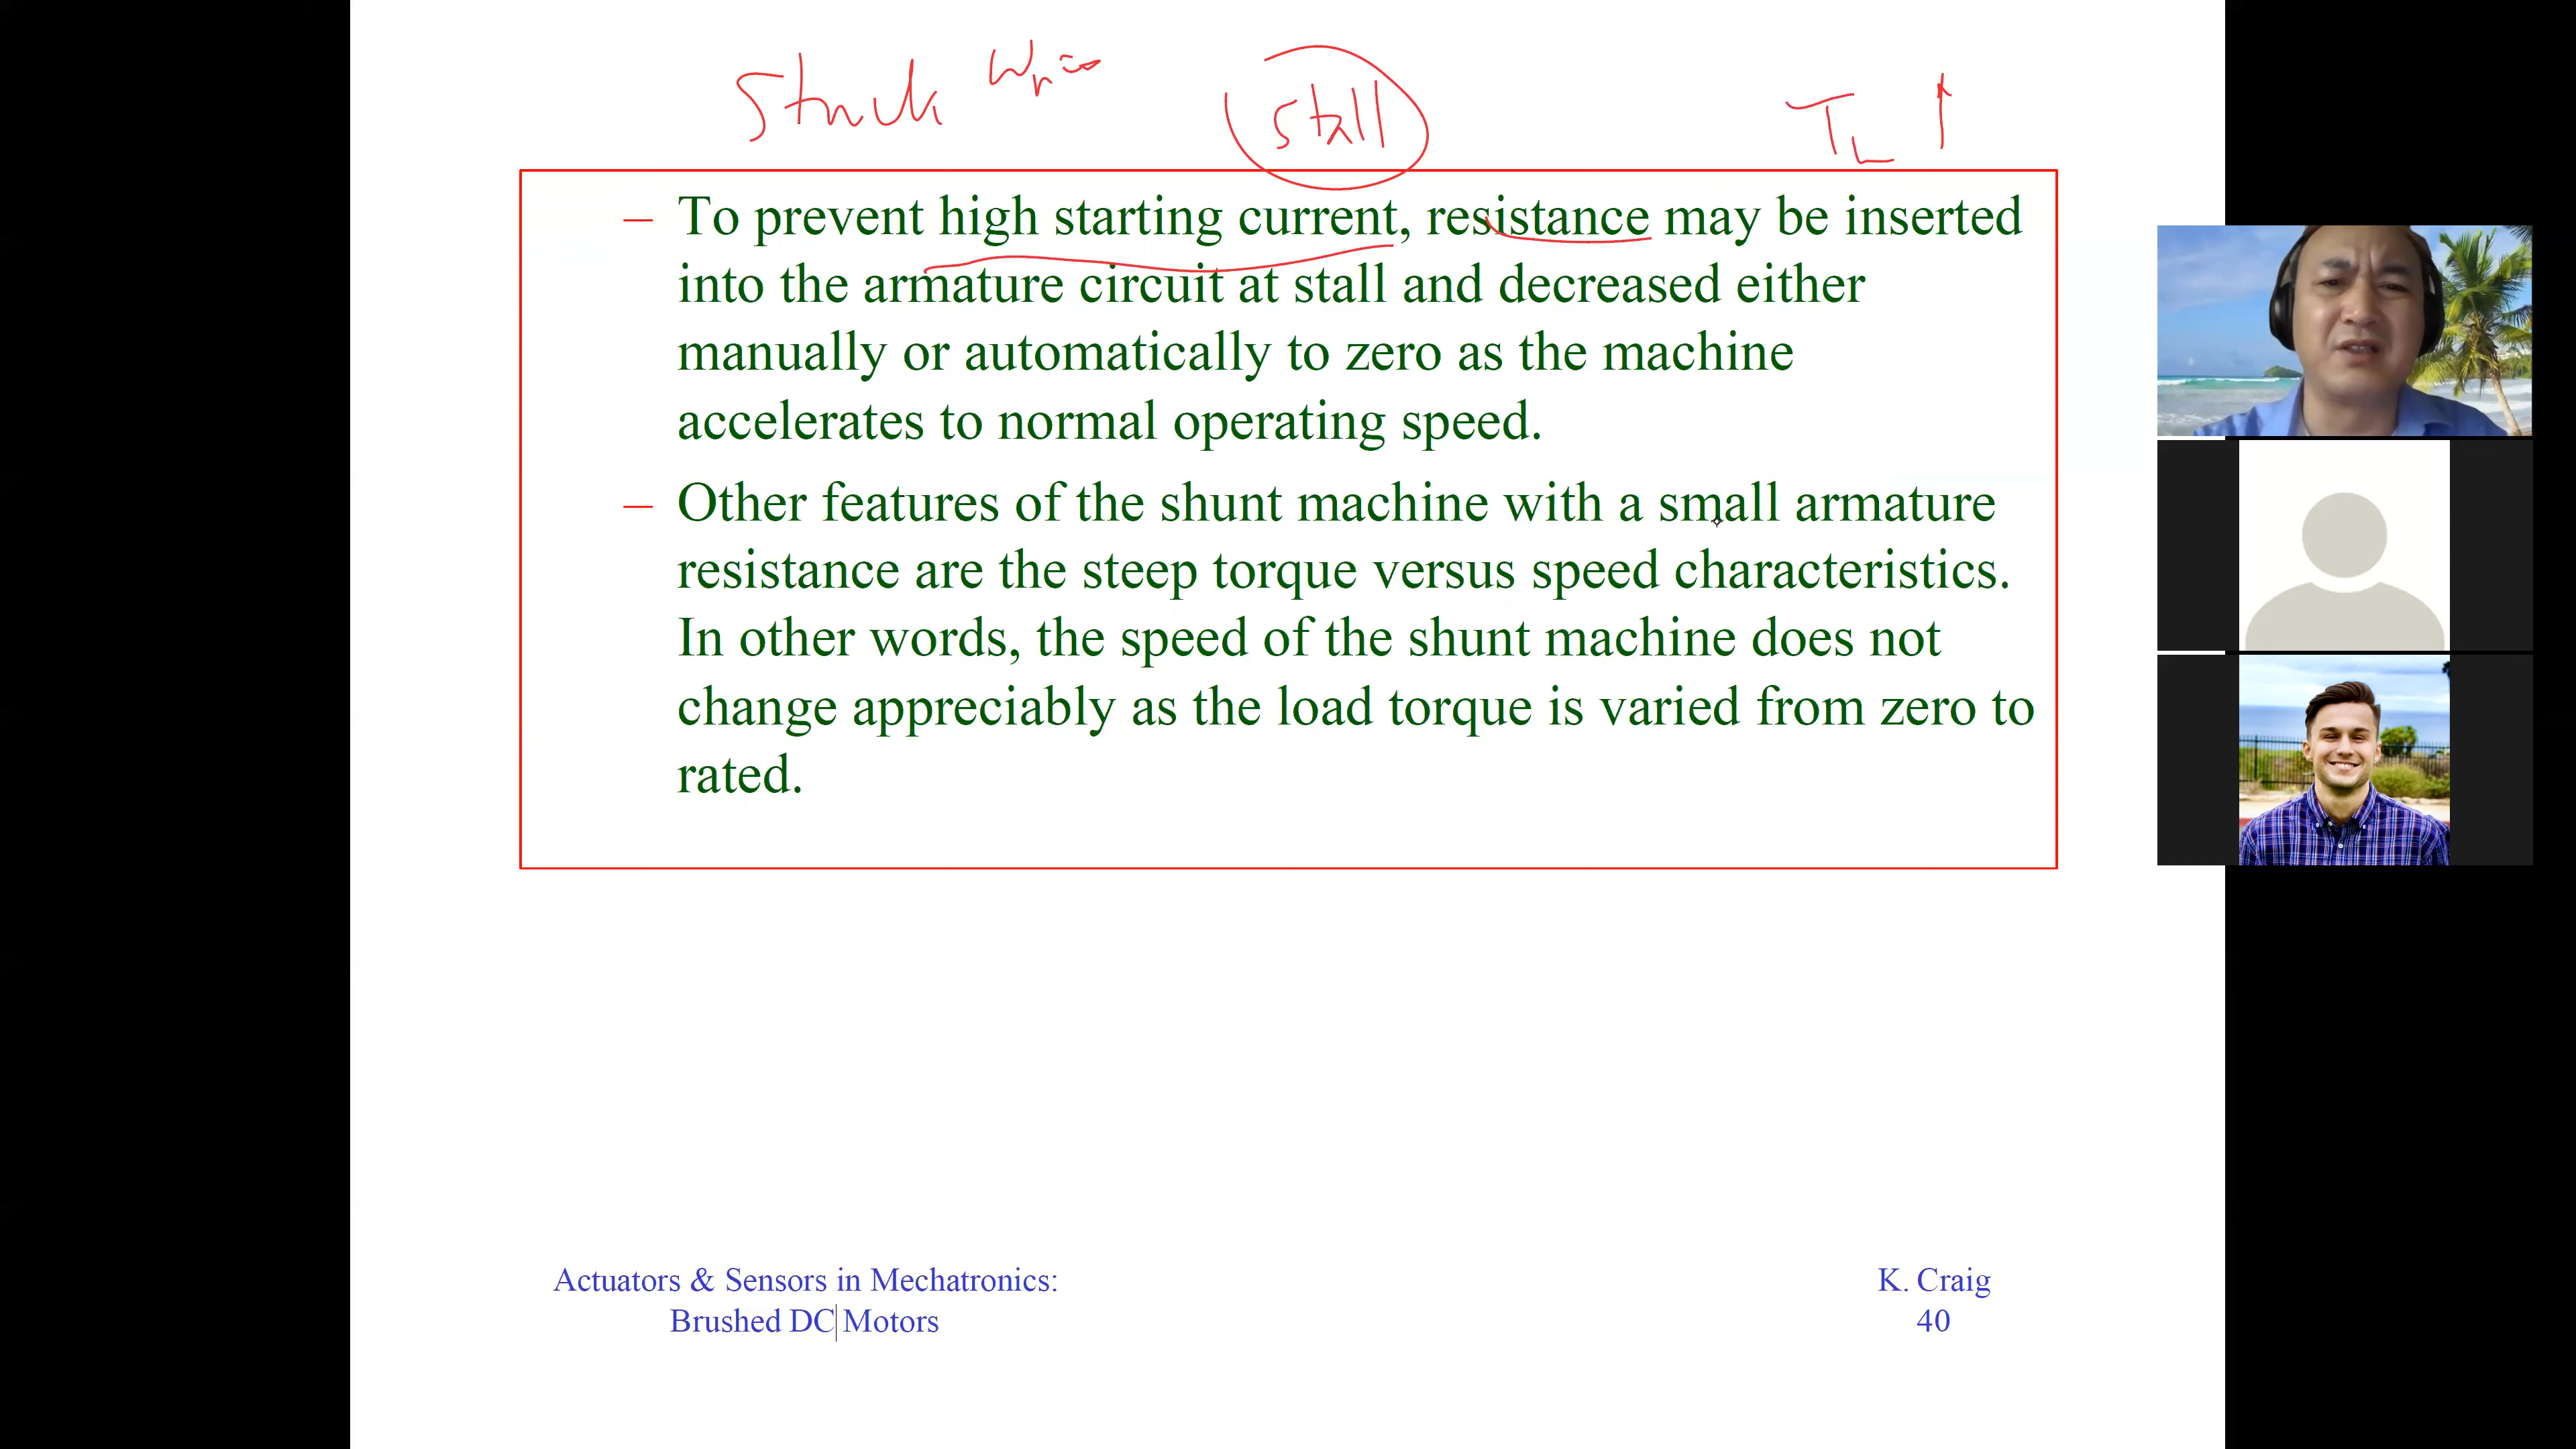 Stuck ωr=0 stall TL ↑
– To prevent high starting current, resistance may be inserted
into the armature circuit at stall and decreased either
manually or automatically to zero as the machine
accelerates to normal operating speed.
– Other features of the shunt machine with a small armature
resistance are the steep torque versus speed characteristics.
In other words, the speed of the shunt machine does not
change appreciably as the load torque is varied from zero to
rated.
Actuators & Sensors in Mechatronics:
Brushed DC Motors
K. Craig
40